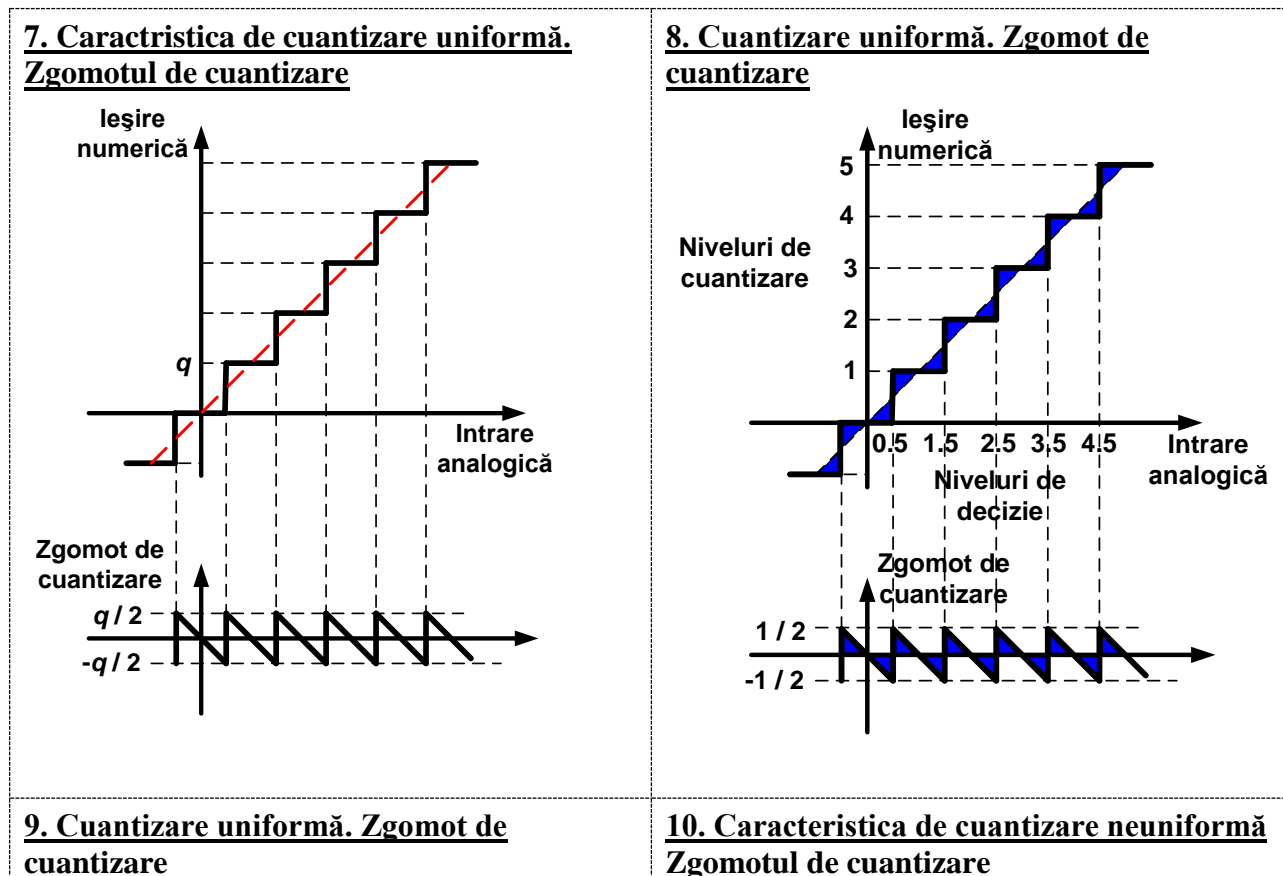 7. Caractristica de cuantizare uniformă.
Zgomotul de cuantizare
Ieşire
numerică
q
Intrare
analogică
Zgomot de
cuantizare
q / 2
-q / 2
8. Cuantizare uniformă. Zgomot de
cuantizare
Ieşire
numerică
5
4
Niveluri de
cuantizare
3
2
1
0.5 1.5 2.5 3.5 4.5
Intrare
analogică
Niveluri de
decizie
Zgomot de
cuantizare
1 / 2
-1 / 2
9. Cuantizare uniformă. Zgomot de
cuantizare
10. Caracteristica de cuantizare neuniformă
Zgomotul de cuantizare